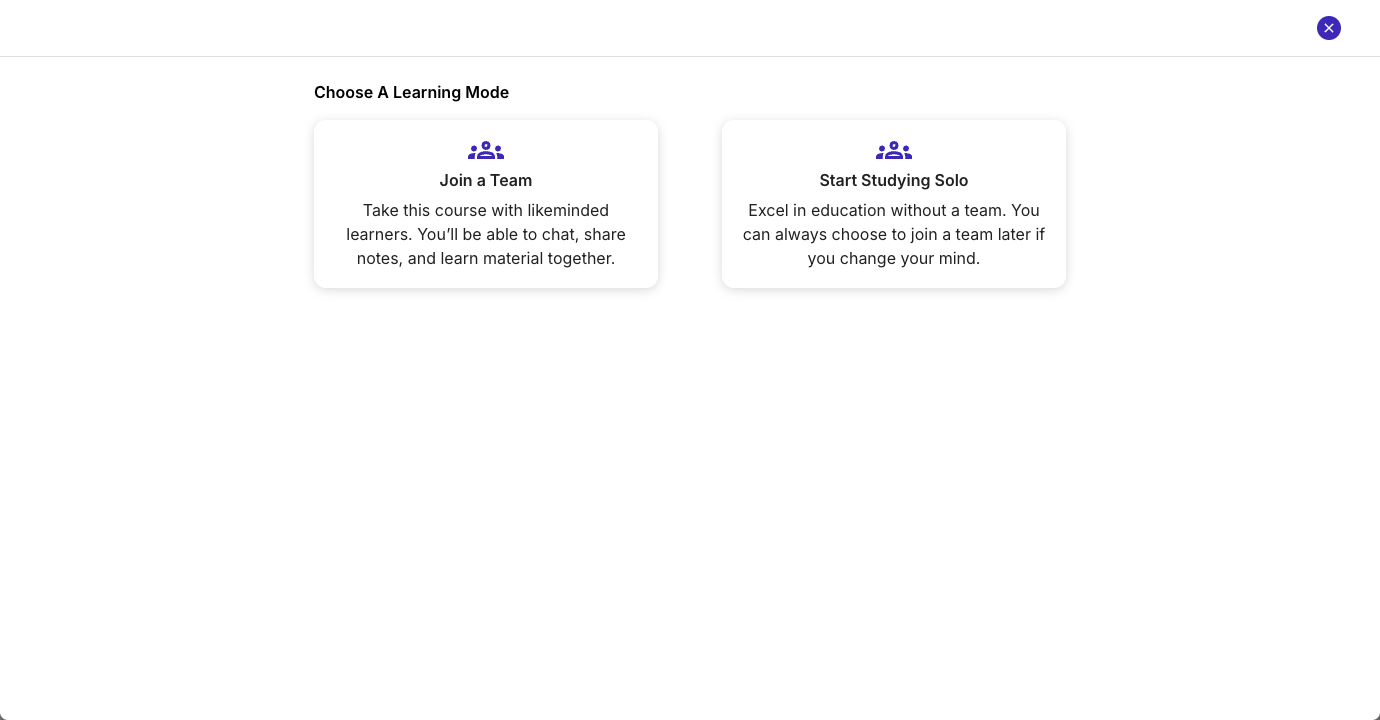 Choose A Learning Mode
Join a Team
Take this course with likeminded
learners. You’ll be able to chat, share
notes, and learn material together.
Start Studying Solo
Excel in education without a team. You
can always choose to join a team later if
you change your mind.